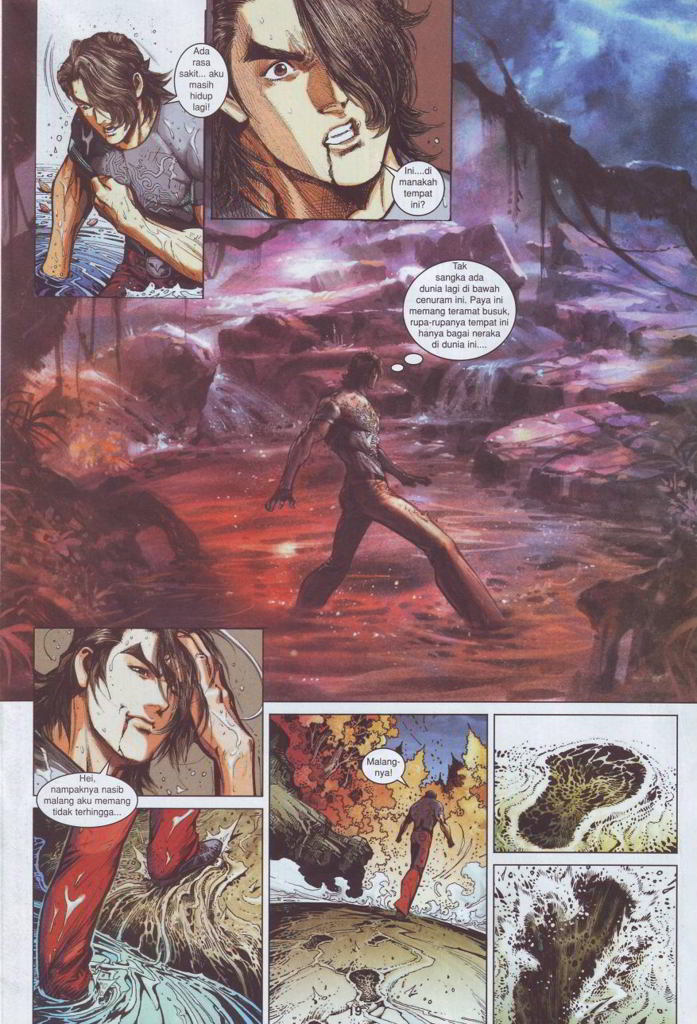 Ada
rasa
sakit... aku
masih
hidup
lagi!
Ini....di
manakah
tempat
ini?
Tak
sangka ada
dunia lagi di bawah
cenuram ini. Paya ini
memang teramat busuk,
rupa-rupanya tempat ini
hanya bagai neraka
di dunia ini....
Hei,
nampaknya nasib
malang aku memang
tidak terhingga...
Malang-
nya!
19